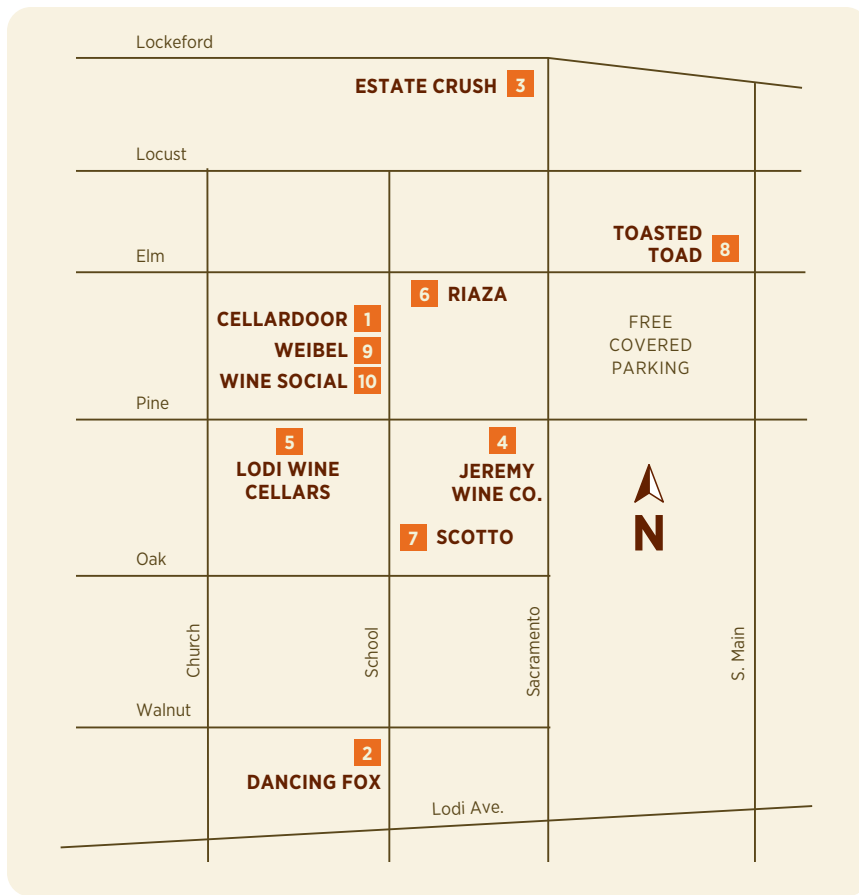 Lockeford
ESTATE CRUSH 3
Locust
TOASTED
TOAD 8
Elm
6 RIAZA
CELLARDOOR 1
FREE
COVERED
PARKING
WEIBEL 9
WINE SOCIAL 10
Pine
5
LODI WINE
CELLARS
4
JEREMY
WINE CO.
N
7 SCOTTO
Oak
Church
School
Sacramento
S. Main
Walnut
2
DANCING FOX
Lodi Ave.